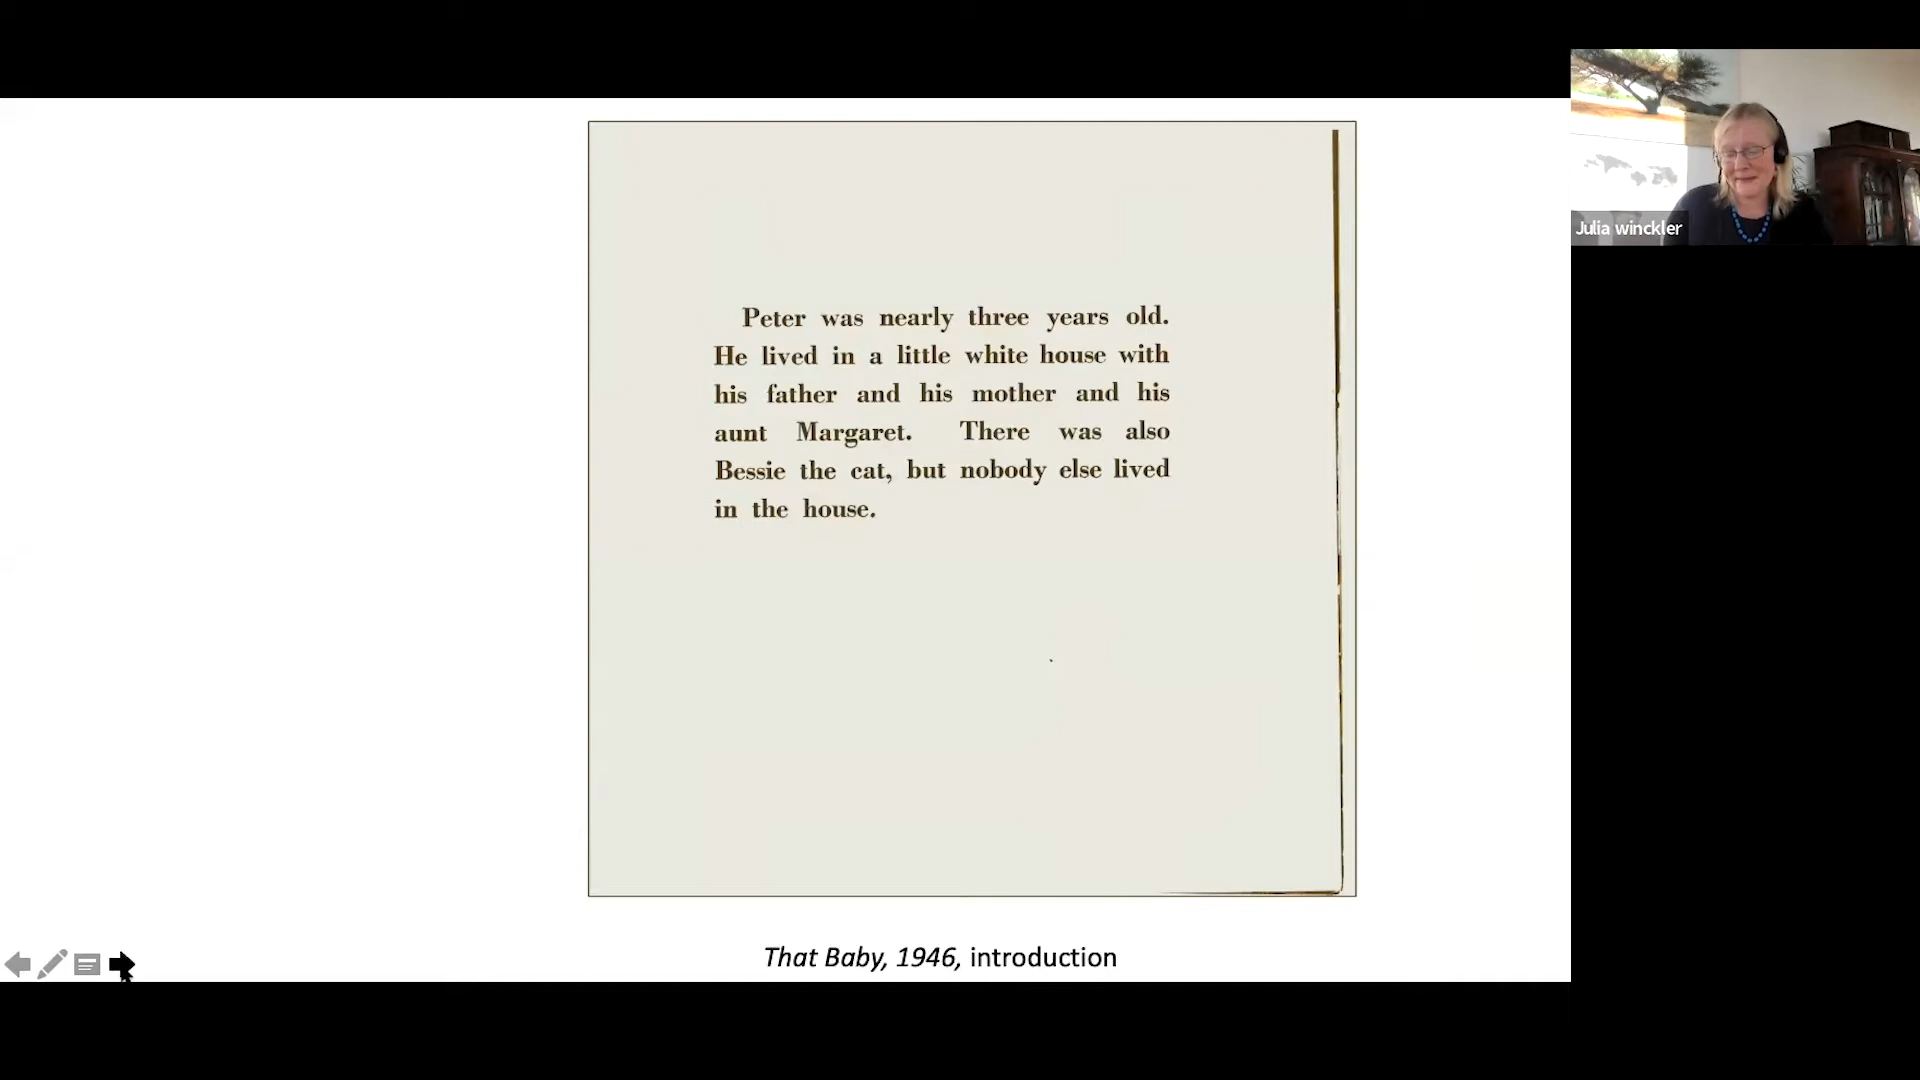 Peter was nearly three years old.
He lived in a little white house with
his father and his mother and his
aunt Margaret. There was also
Bessie the cat, but nobody else lived
in the house.
That Baby, 1946, introduction
Julia winckler